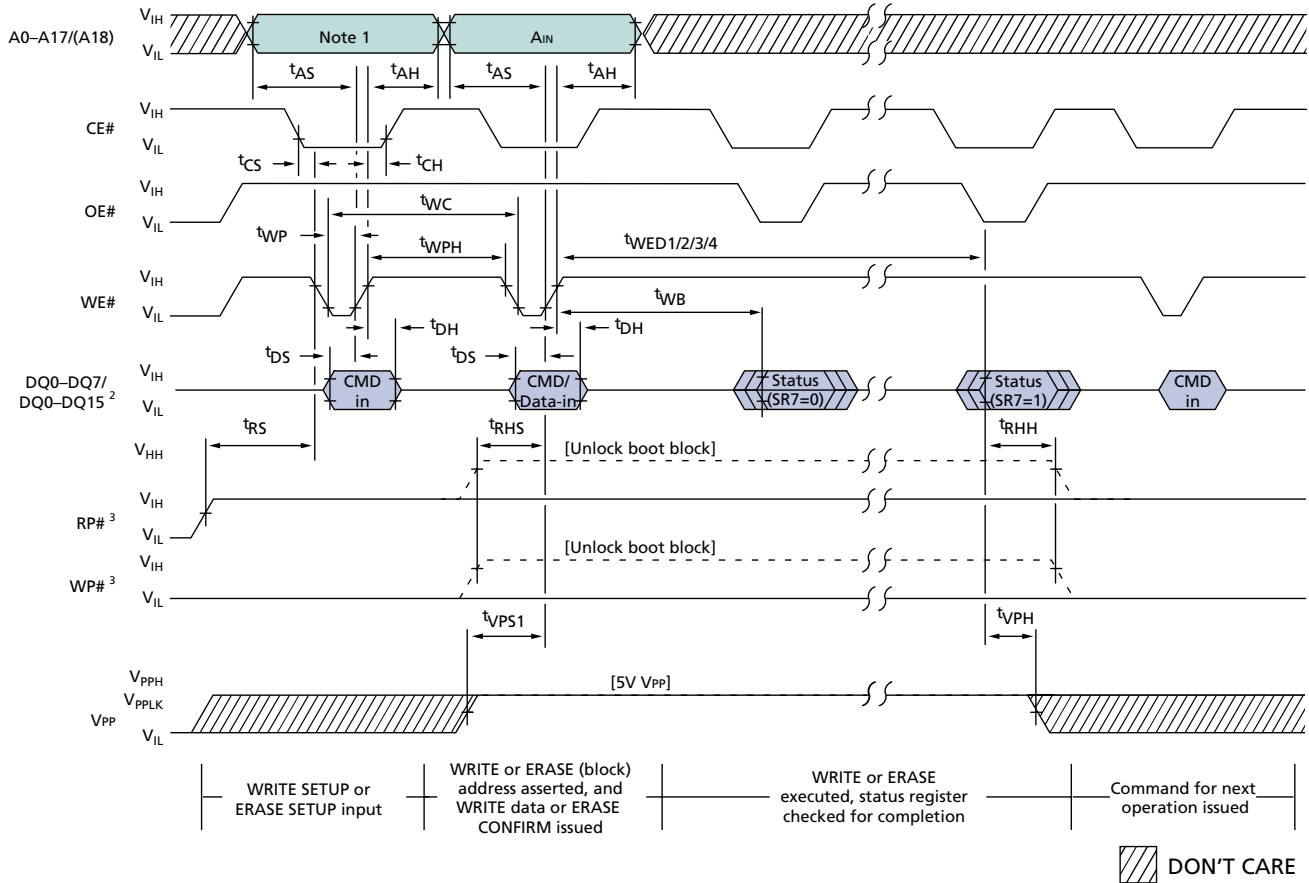 A0–A17/(A18)
VIH
VIL
Note 1
AIN
tAS
tAH
tAS
tAH
CE#
VIH
VIL
tCS
tCH
OE#
VIH
VIL
tWC
tWP
tWPH
tWED1/2/3/4
WE#
VIH
VIL
tWB
tDH
tDH
tDS
tDS
DQ0–DQ7/
DQ0–DQ15 2
VIH
VIL
CMD
in
CMD/
Data-in
Status
(SR7=0)
Status
(SR7=1)
CMD
in
tRS
tRHS
tRHH
VHH
[Unlock boot block]
VIH
RP# 3
VIL
[Unlock boot block]
VIH
WP# 3
VIL
tVPS1
tVPH
VPPH
[5V VPP]
VPPLK
VPP
VIL
WRITE SETUP or
ERASE SETUP input
WRITE or ERASE (block)
address asserted, and
WRITE data or ERASE
CONFIRM issued
WRITE or ERASE
executed, status register
checked for completion
Command for next
operation issued
DON'T CARE